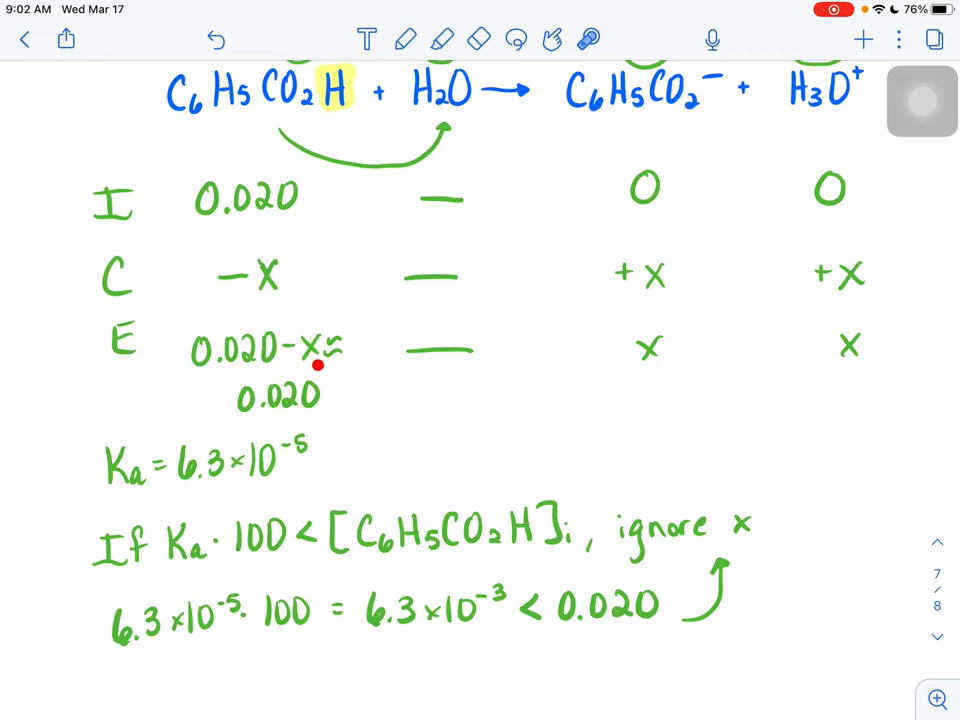 9:02 AM Wed Mar 17 76%
T
C6H5CO2H + H2O → C6H5CO2⁻ + H3O⁺
I 0.020 — 0 0
C -x — +x +x
E 0.020-x≈ — x x
0.020
Ka = 6.3×10⁻⁵
If Ka · 100 < [C6H5CO2H]i, ignore x
6.3×10⁻⁵· 100 = 6.3×10⁻³ < 0.020
7
/
8